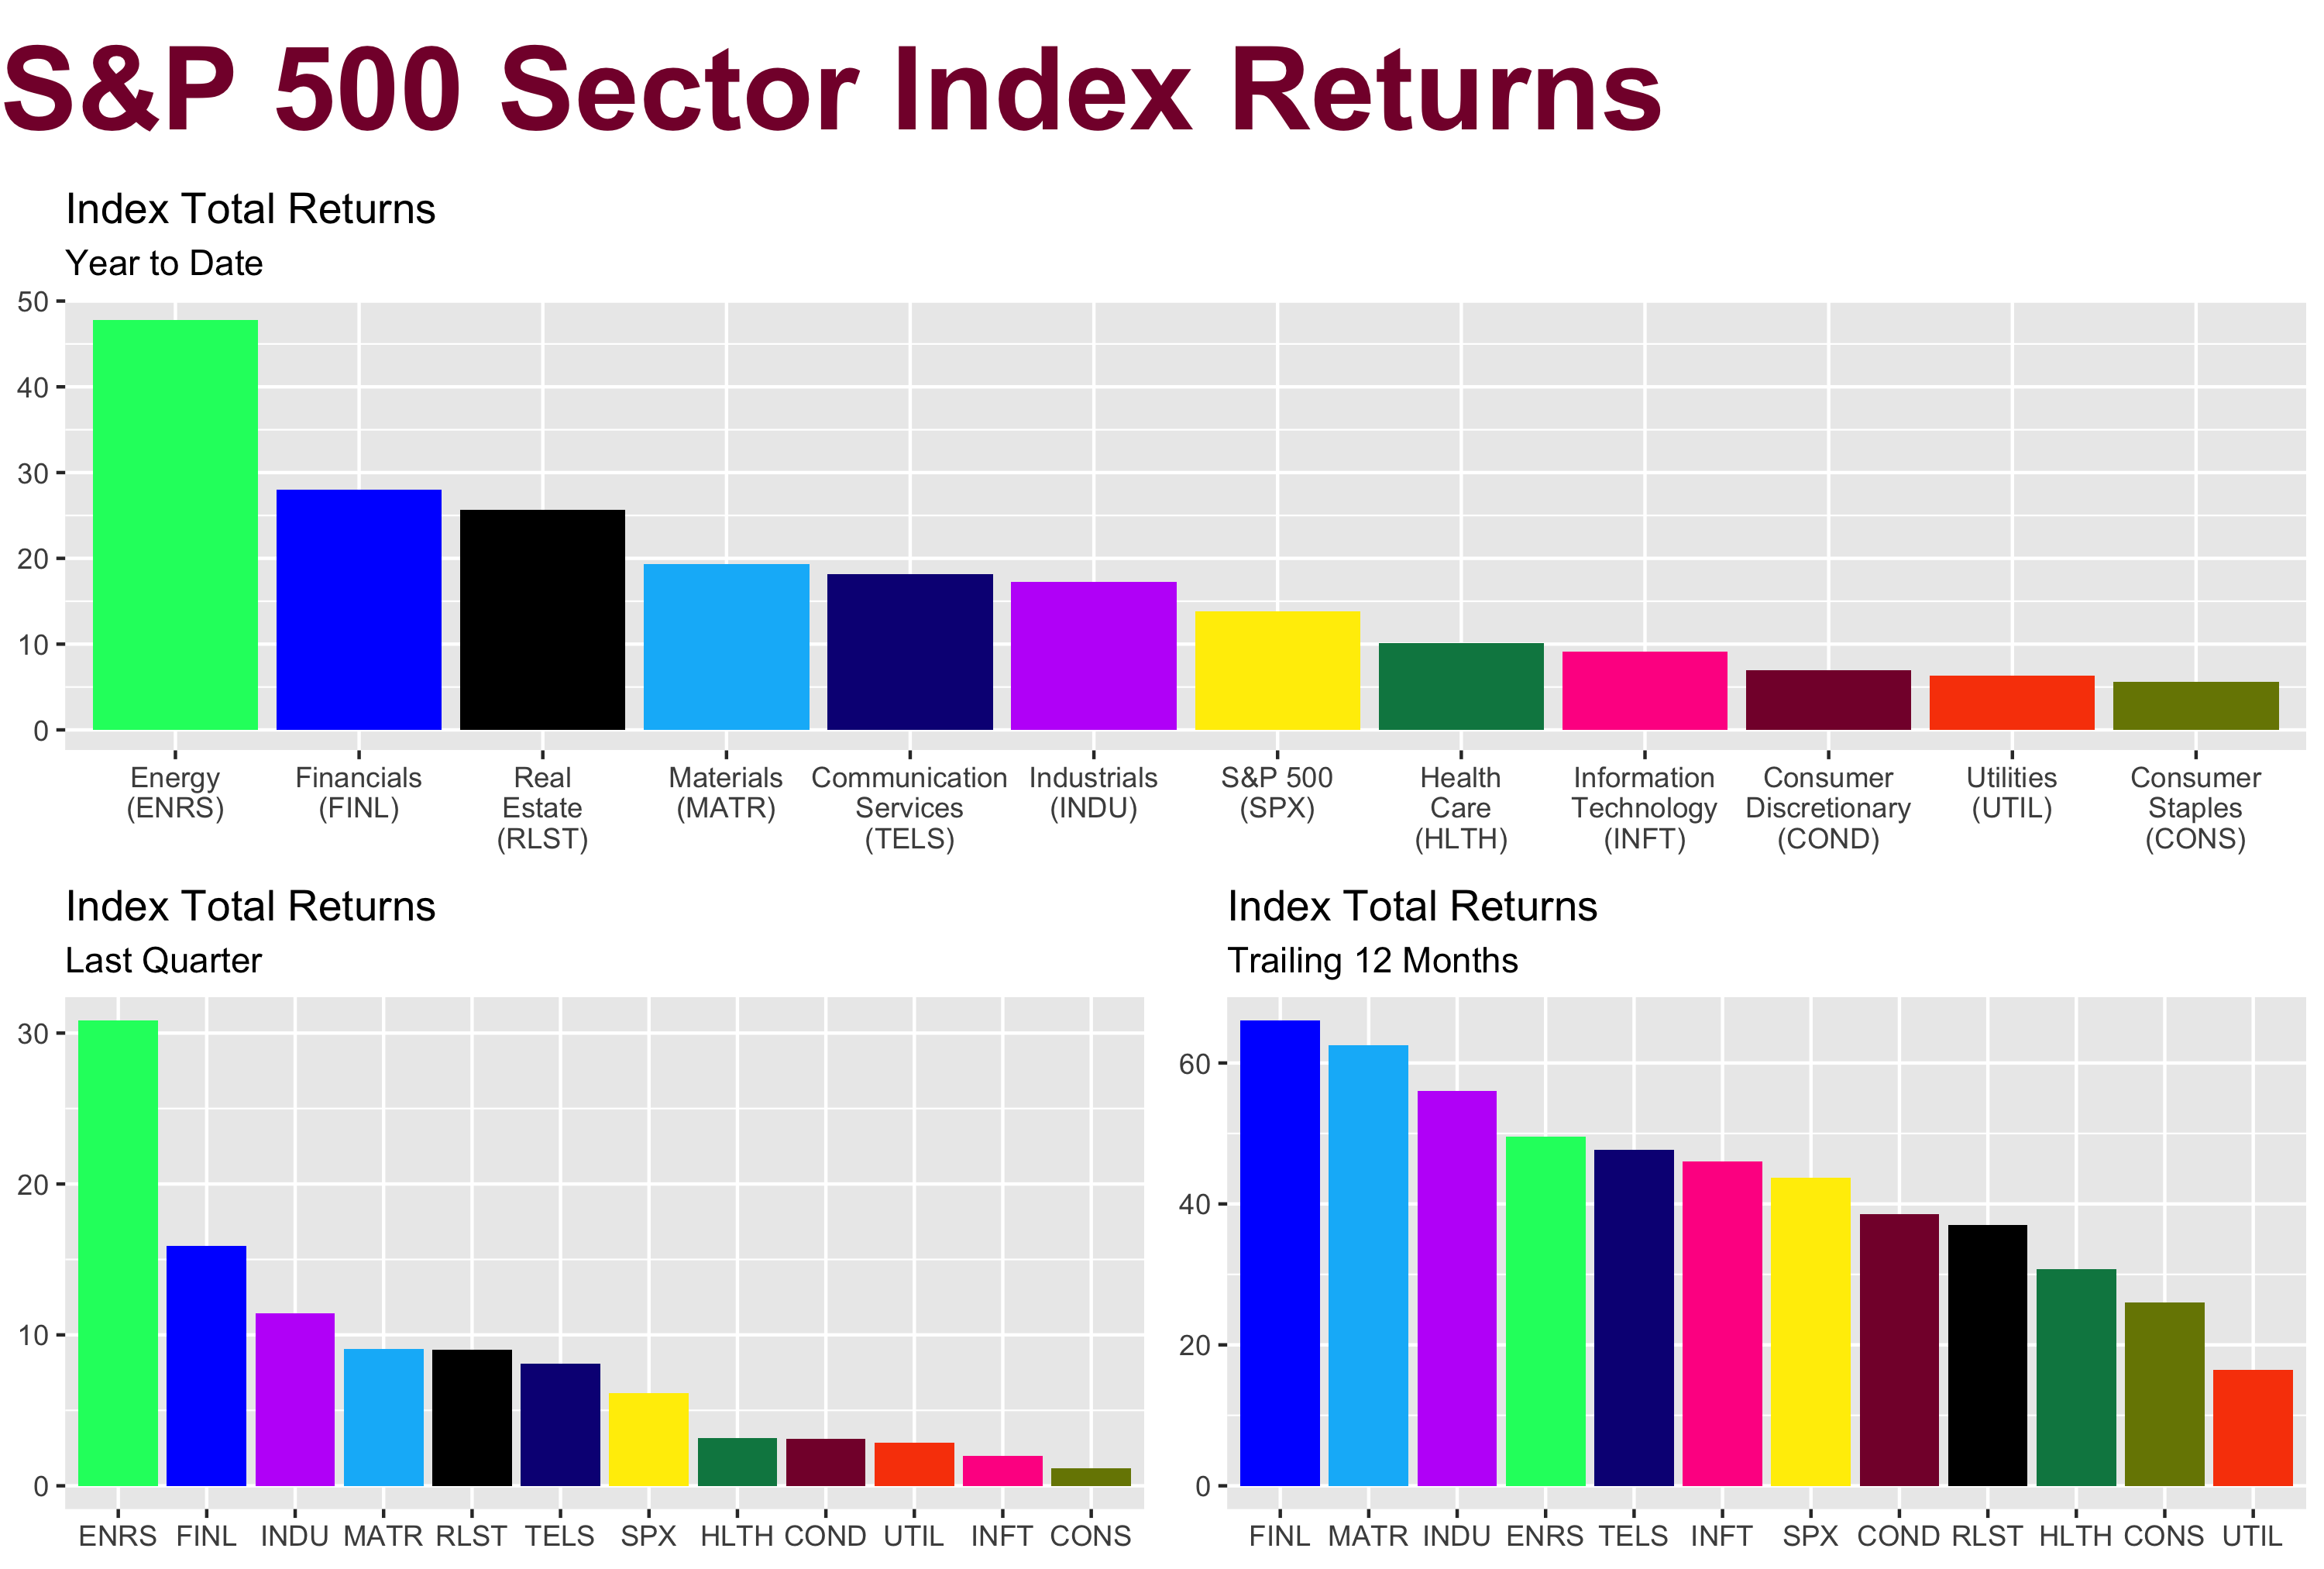 S&P 500 Sector Index Returns
Index Total Returns
Year to Date
50
40
30
20
10
0
Energy
(ENRS)
Financials
(FINL)
Real
Estate
(RLST)
Materials
(MATR)
Communication
Services
(TELS)
Industrials
(INDU)
S&P 500
(SPX)
Health
Care
(HLTH)
Information
Technology
(INFT)
Consumer
Discretionary
(COND)
Utilities
(UTIL)
Consumer
Staples
(CONS)
Index Total Returns
Last Quarter
30
20
10
0
ENRS FINL INDU MATR RLST TELS SPX HLTH COND UTIL INFT CONS
Index Total Returns
Trailing 12 Months
60
40
20
0
FINL MATR INDU ENRS TELS INFT SPX COND RLST HLTH CONS UTIL